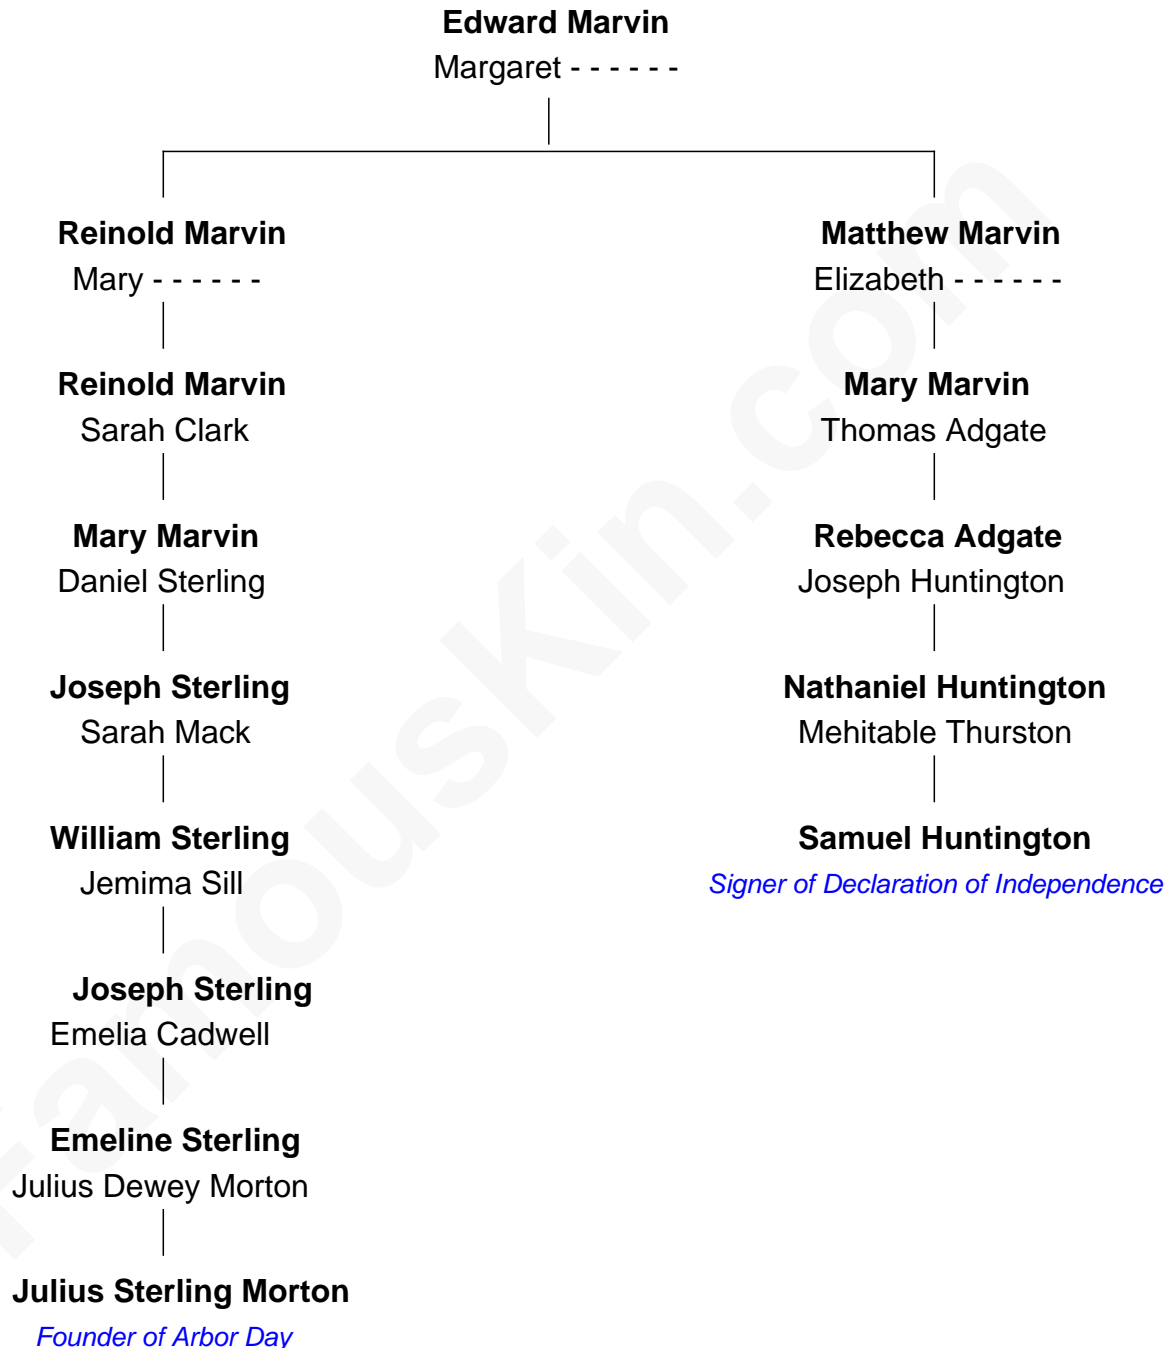 Edward Marvin
Margaret - - - - - -
Reinold Marvin
Mary - - - - - -
Reinold Marvin
Sarah Clark
Mary Marvin
Daniel Sterling
Joseph Sterling
Sarah Mack
William Sterling
Jemima Sill
Joseph Sterling
Emelia Cadwell
Emeline Sterling
Julius Dewey Morton
Julius Sterling Morton
Founder of Arbor Day
Matthew Marvin
Elizabeth - - - - - -
Mary Marvin
Thomas Adgate
Rebecca Adgate
Joseph Huntington
Nathaniel Huntington
Mehitable Thurston
Samuel Huntington
Signer of Declaration of Independence
FamousKin.com